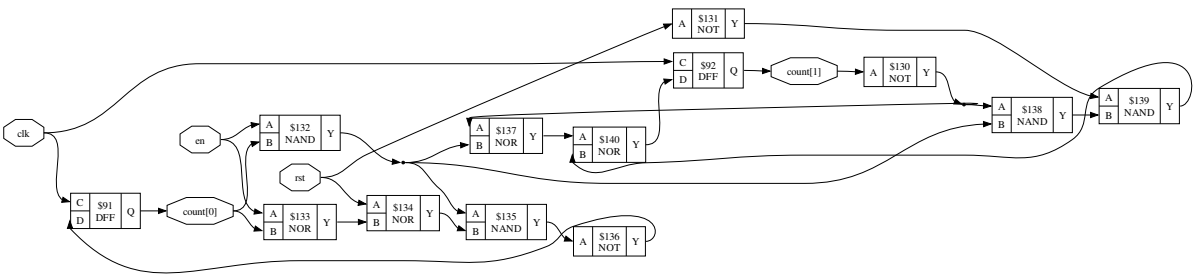 A $131 NOT Y
C D $92 DFF Q
count[1]
A $130 NOT Y
A B $139 NAND Y
A B $138 NAND Y
clk
en
A B $132 NAND Y
A B $137 NOR Y
A B $140 NOR Y
rst
C D $91 DFF Q
count[0]
A B $133 NOR Y
A B $134 NOR Y
A B $135 NAND Y
A $136 NOT Y